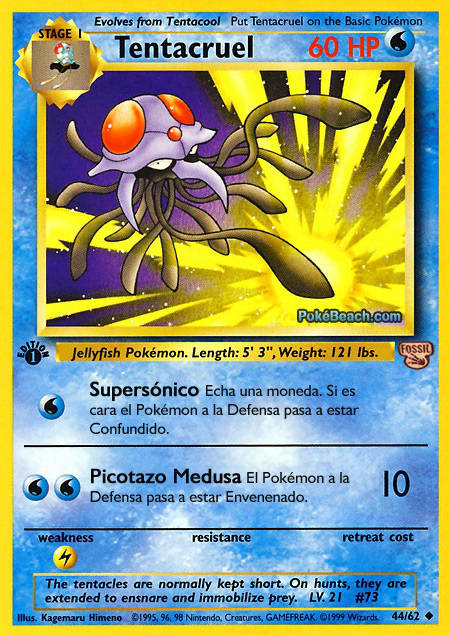 Evolves from Tentacool Put Tentacruel on the Basic Pokémon
STAGE 1
Tentacruel 60 HP
PokéBeach.com
EDITION
1
Jellyfish Pokémon. Length: 5' 3", Weight: 121 lbs.
FOSSIL
Supersónico Echa una moneda. Si es
cara el Pokémon a la Defensa pasa a estar
Confundido.
Picotazo Medusa El Pokémon a la
Defensa pasa a estar Envenenado.
10
weakness resistance retreat cost
The tentacles are normally kept short. On hunts, they are
extended to ensnare and immobilize prey. LV. 21 #73
Illus. Kagemaru Himeno ©1995, 96, 98 Nintendo, Creatures, GAMEFREAK. ©1999 Wizards. 44/62